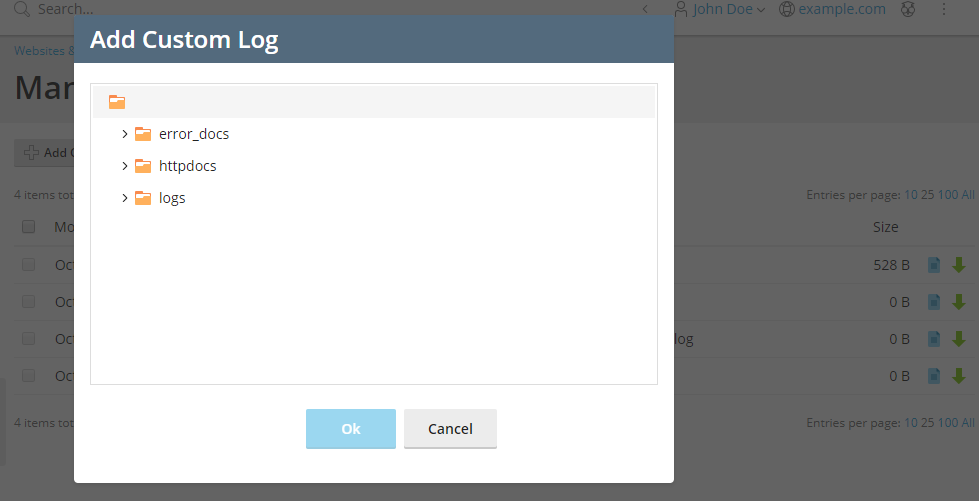 Search...
John Doe
example.com
Add Custom Log
Websites &
Mar
error_docs
Add C
httpdocs
4 items tot
logs
Entries per page: 10 25 100 All
Mo
Size
Oct
528 B
Oct
0 B
Oct
log
0 B
Oct
0 B
4 items tot
Ok
Cancel
Entries per page: 10 25 100 All